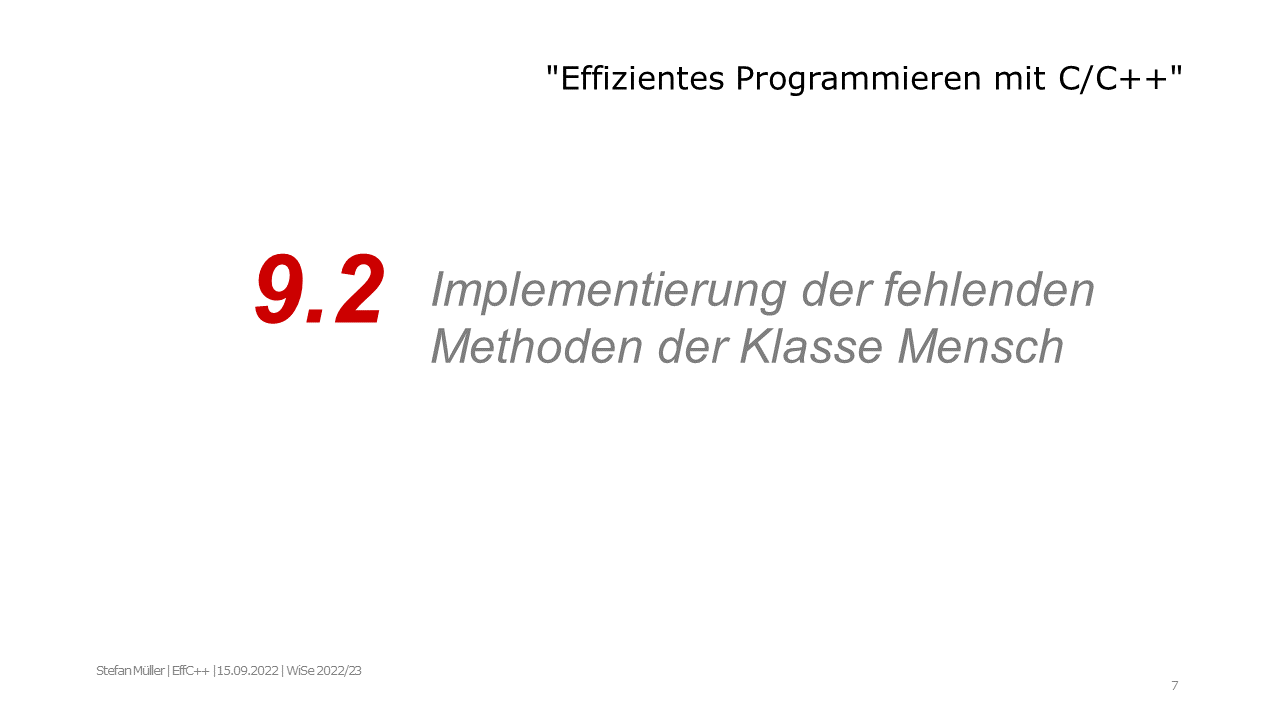 "Effizientes Programmieren mit C/C++"
9.2
Implementierung der fehlenden
Methoden der Klasse Mensch
Stefan Müller | EffC++ |15.09.2022 | WiSe 2022/23
7